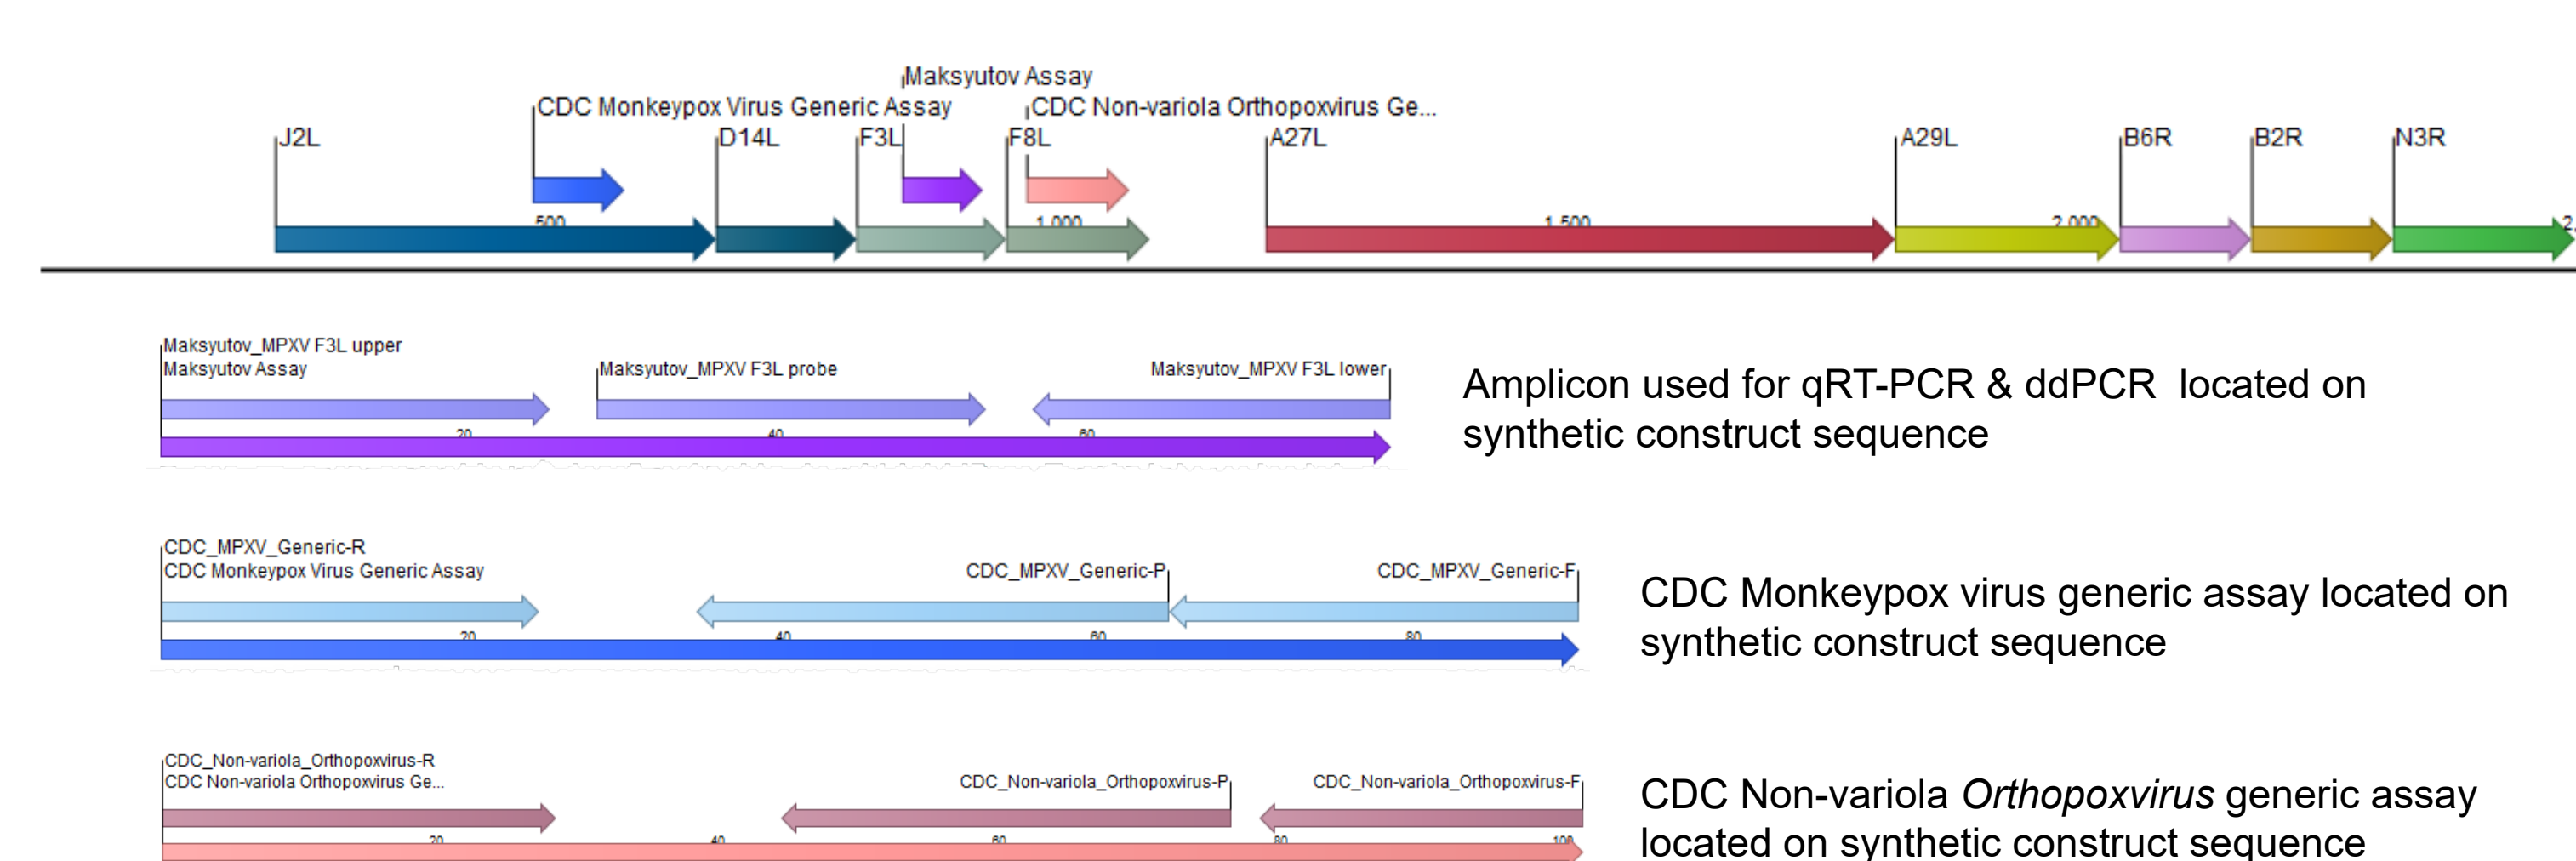 Maksyutov Assay
CDC Monkeypox Virus Generic Assay
CDC Non-variola Orthopoxvirus Ge...
J2L
D14L
F3L
F8L
A27L
A29L
B6R
B2R
N3R
500
1,000
1,500
2,000
Maksyutov_MPXV F3L upper
Maksyutov Assay
Maksyutov_MPXV F3L probe
Maksyutov_MPXV F3L lower
20
40
60
Amplicon used for qRT-PCR & ddPCR located on
synthetic construct sequence
CDC_MPXV_Generic-R
CDC Monkeypox Virus Generic Assay
CDC_MPXV_Generic-P
CDC_MPXV_Generic-F
20
40
60
80
CDC Monkeypox virus generic assay located on
synthetic construct sequence
CDC_Non-variola_Orthopoxvirus-R
CDC Non-variola Orthopoxvirus Ge...
CDC_Non-variola_Orthopoxvirus-P
CDC_Non-variola_Orthopoxvirus-F
20
40
60
80
100
CDC Non-variola Orthopoxvirus generic assay
located on synthetic construct sequence